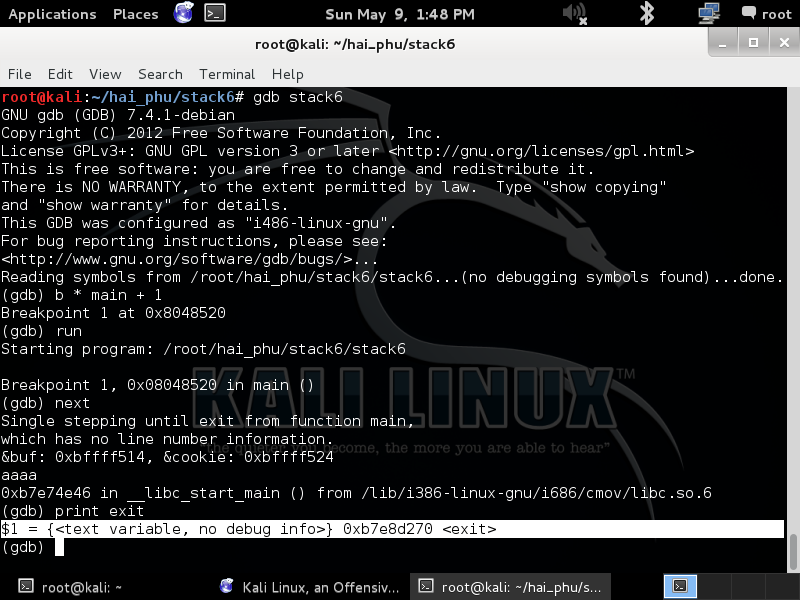 Applications Places Sun May 9, 1:48 PM root
root@kali: ~/hai_phu/stack6
File Edit View Search Terminal Help
root@kali:~/hai_phu/stack6# gdb stack6
GNU gdb (GDB) 7.4.1-debian
Copyright (C) 2012 Free Software Foundation, Inc.
License GPLv3+: GNU GPL version 3 or later <http://gnu.org/licenses/gpl.html>
This is free software: you are free to change and redistribute it.
There is NO WARRANTY, to the extent permitted by law.  Type "show copying"
and "show warranty" for details.
This GDB was configured as "i486-linux-gnu".
For bug reporting instructions, please see:
<http://www.gnu.org/software/gdb/bugs/>...
Reading symbols from /root/hai_phu/stack6/stack6...(no debugging symbols found)...done.
(gdb) b * main + 1
Breakpoint 1 at 0x8048520
(gdb) run
Starting program: /root/hai_phu/stack6/stack6
Breakpoint 1, 0x08048520 in main ()
(gdb) next
Single stepping until exit from function main,
which has no line number information.
&buf: 0xbffff514, &cookie: 0xbffff524
aaaa
0xb7e74e46 in __libc_start_main () from /lib/i386-linux-gnu/i686/cmov/libc.so.6
(gdb) print exit
$1 = {<text variable, no debug info>} 0xb7e8d270 <exit>
(gdb)
KALI LINUX™
become, the more you are able to hear”
root@kali: ~ Kali Linux, an Offensiv... root@kali: ~/hai_phu/s...